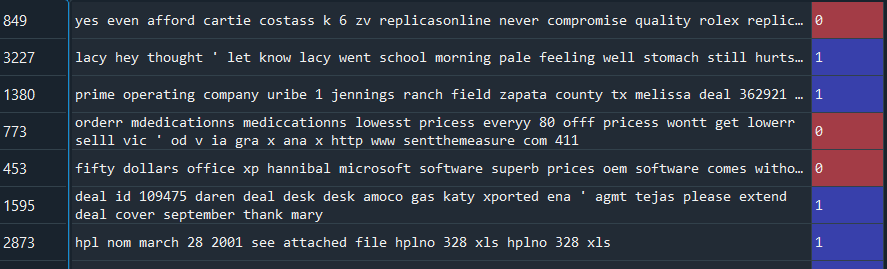 849 yes even afford cartie costass k 6 zv replicasonline never compromise quality rolex replic… 0
3227 lacy hey thought ' let know lacy went school morning pale feeling well stomach still hurts… 1
1380 prime operating company uribe 1 jennings ranch field zapata county tx melissa deal 362921 … 1
773 orderr mdedicationns mediccationns lowesst pricess everyy 80 offf pricess wontt get lowerr 0
selll vic ' od v ia gra x ana x http www sentthemeasure com 411
453 fifty dollars office xp hannibal microsoft software superb prices oem software comes witho… 0
1595 deal id 109475 daren deal desk desk amoco gas katy xported ena ' agmt tejas please extend 1
deal cover september thank mary
2873 hpl nom march 28 2001 see attached file hplno 328 xls hplno 328 xls 1